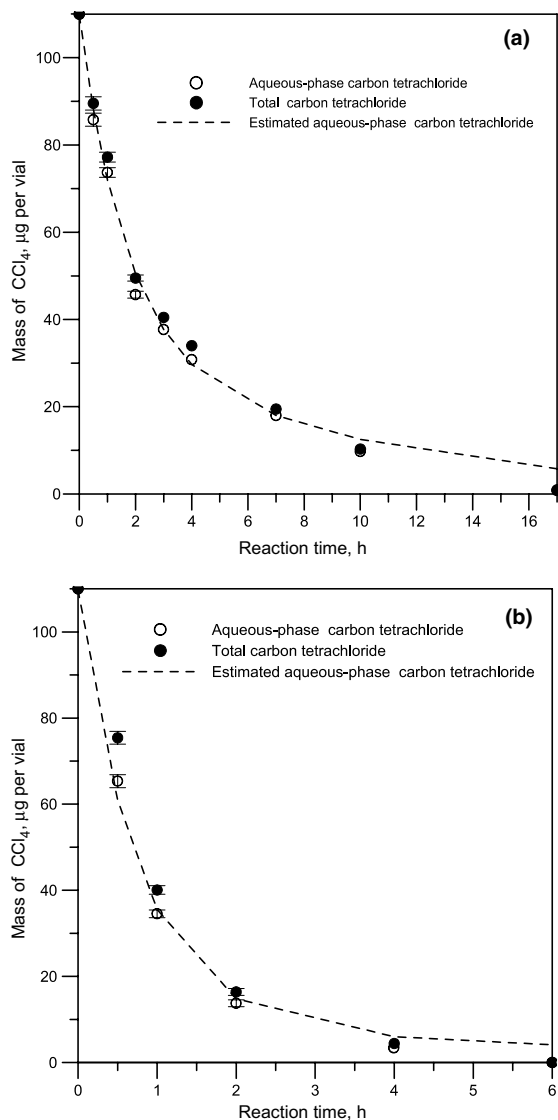 (a)
Aqueous-phase carbon tetrachloride
Total carbon tetrachloride
Estimated aqueous-phase carbon tetrachloride
Mass of CCl₄, µg per vial
100
80
60
40
20
0
0 2 4 6 8 10 12 14 16
Reaction time, h
(b)
Aqueous-phase carbon tetrachloride
Total carbon tetrachloride
Estimated aqueous-phase carbon tetrachloride
Mass of CCl₄, µg per vial
100
80
60
40
20
0
0 1 2 3 4 5 6
Reaction time, h